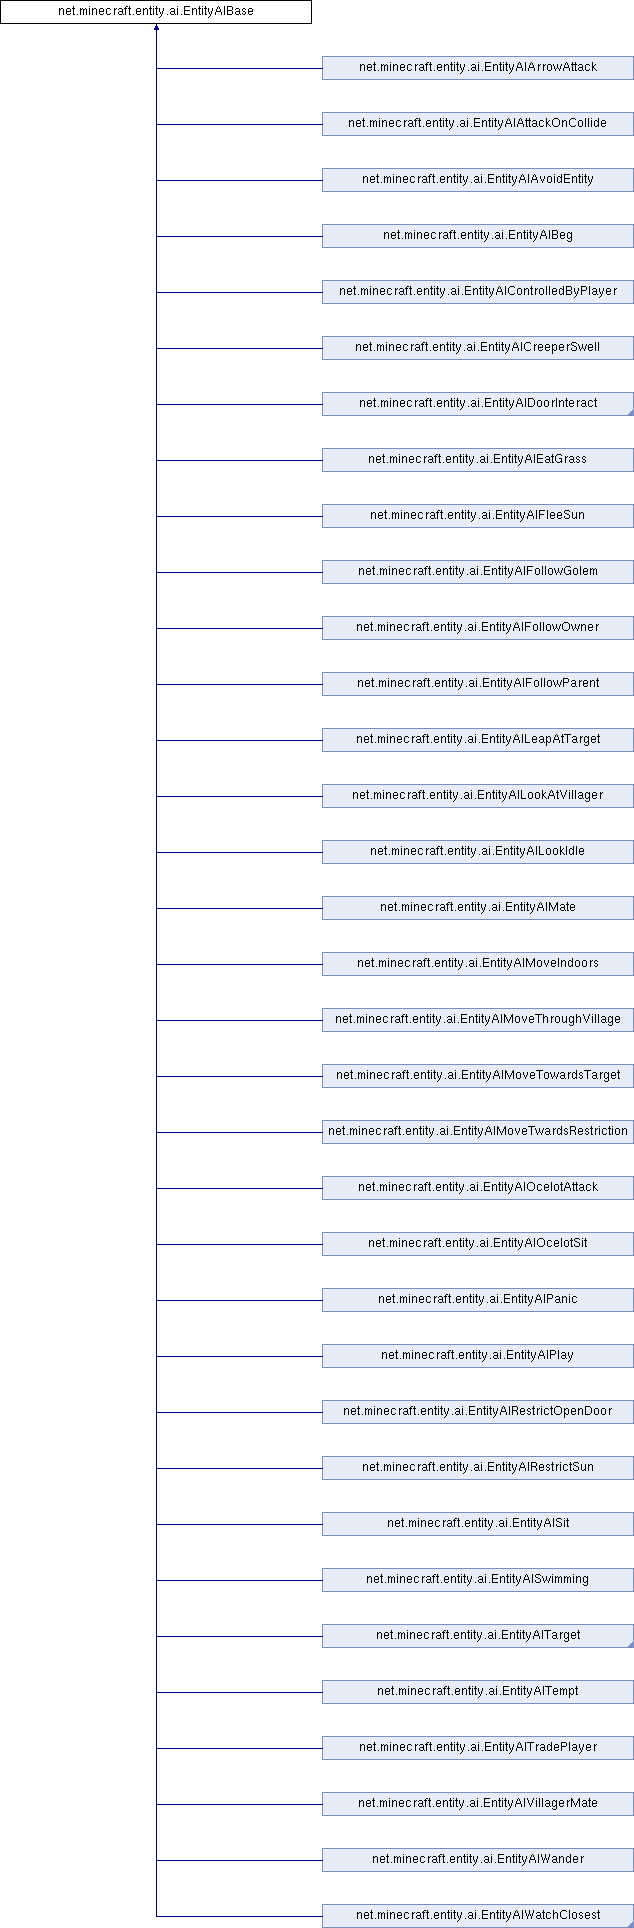 net.minecraft.entity.ai.EntityAIBase
net.minecraft.entity.ai.EntityAIArrowAttack
net.minecraft.entity.ai.EntityAIAttackOnCollide
net.minecraft.entity.ai.EntityAIAvoidEntity
net.minecraft.entity.ai.EntityAIBeg
net.minecraft.entity.ai.EntityAIControlledByPlayer
net.minecraft.entity.ai.EntityAICreeperSwell
net.minecraft.entity.ai.EntityAIDoorInteract
net.minecraft.entity.ai.EntityAIEatGrass
net.minecraft.entity.ai.EntityAIFleeSun
net.minecraft.entity.ai.EntityAIFollowGolem
net.minecraft.entity.ai.EntityAIFollowOwner
net.minecraft.entity.ai.EntityAIFollowParent
net.minecraft.entity.ai.EntityAILeapAtTarget
net.minecraft.entity.ai.EntityAILookAtVillager
net.minecraft.entity.ai.EntityAILookIdle
net.minecraft.entity.ai.EntityAIMate
net.minecraft.entity.ai.EntityAIMoveIndoors
net.minecraft.entity.ai.EntityAIMoveThroughVillage
net.minecraft.entity.ai.EntityAIMoveTowardsTarget
net.minecraft.entity.ai.EntityAIMoveTwardsRestriction
net.minecraft.entity.ai.EntityAIOcelotAttack
net.minecraft.entity.ai.EntityAIOcelotSit
net.minecraft.entity.ai.EntityAIPanic
net.minecraft.entity.ai.EntityAIPlay
net.minecraft.entity.ai.EntityAIRestrictOpenDoor
net.minecraft.entity.ai.EntityAIRestrictSun
net.minecraft.entity.ai.EntityAISit
net.minecraft.entity.ai.EntityAISwimming
net.minecraft.entity.ai.EntityAITarget
net.minecraft.entity.ai.EntityAITempt
net.minecraft.entity.ai.EntityAITradePlayer
net.minecraft.entity.ai.EntityAIVillagerMate
net.minecraft.entity.ai.EntityAIWander
net.minecraft.entity.ai.EntityAIWatchClosest